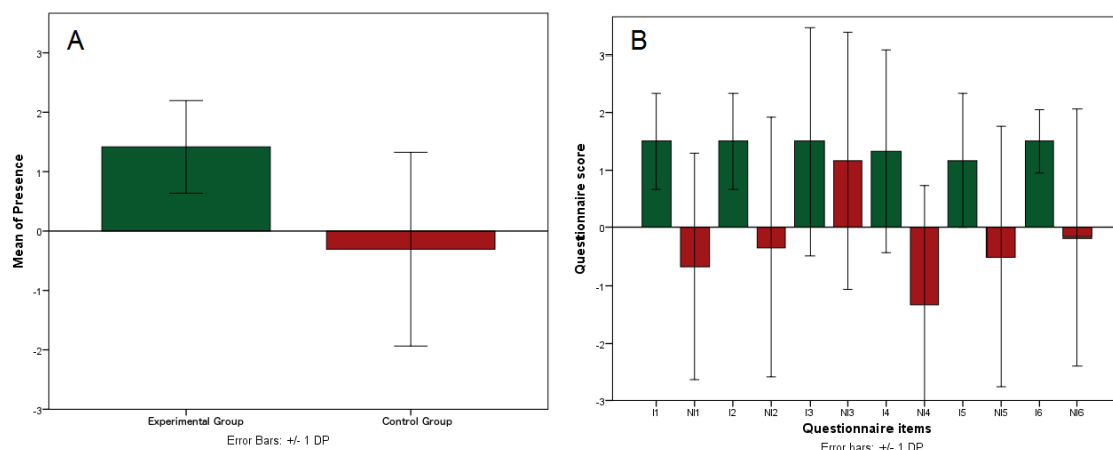 A
Mean of Presence
3
2
1
0
-1
-2
-3
Experimental Group
Control Group
Error Bars: +/- 1 DP
B
Questionnaire score
3
2
1
0
-1
-2
-3
I1 NI1 I2 NI2 I3 NI3 I4 NI4 I5 NI5 I6 NI6
Questionnaire items
Error bars: +/- 1 DP